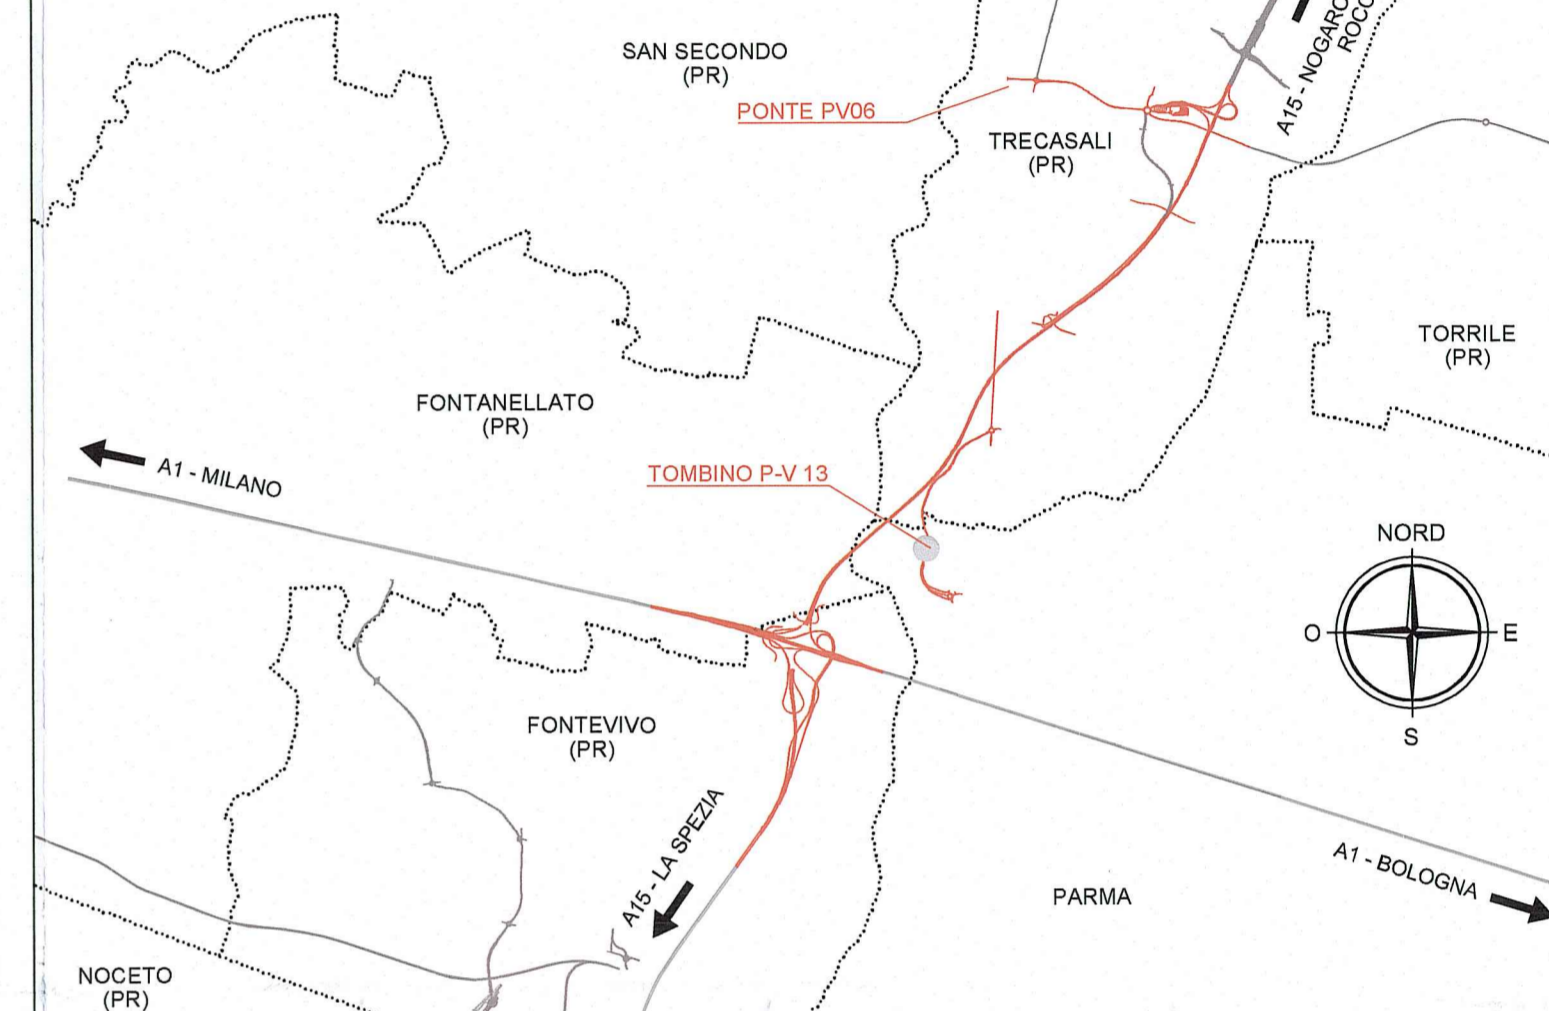 SAN SECONDO
(PR)
PONTE PV06
TRECASALI
(PR)
A15 - NOGARO
ROCC
TORRILE
(PR)
FONTANELLATO
(PR)
A1 - MILANO
TOMBINO P-V 13
NORD
O
E
S
FONTEVIVO
(PR)
A15 - LA SPEZIA
A1 - BOLOGNA
PARMA
NOCETO
(PR)